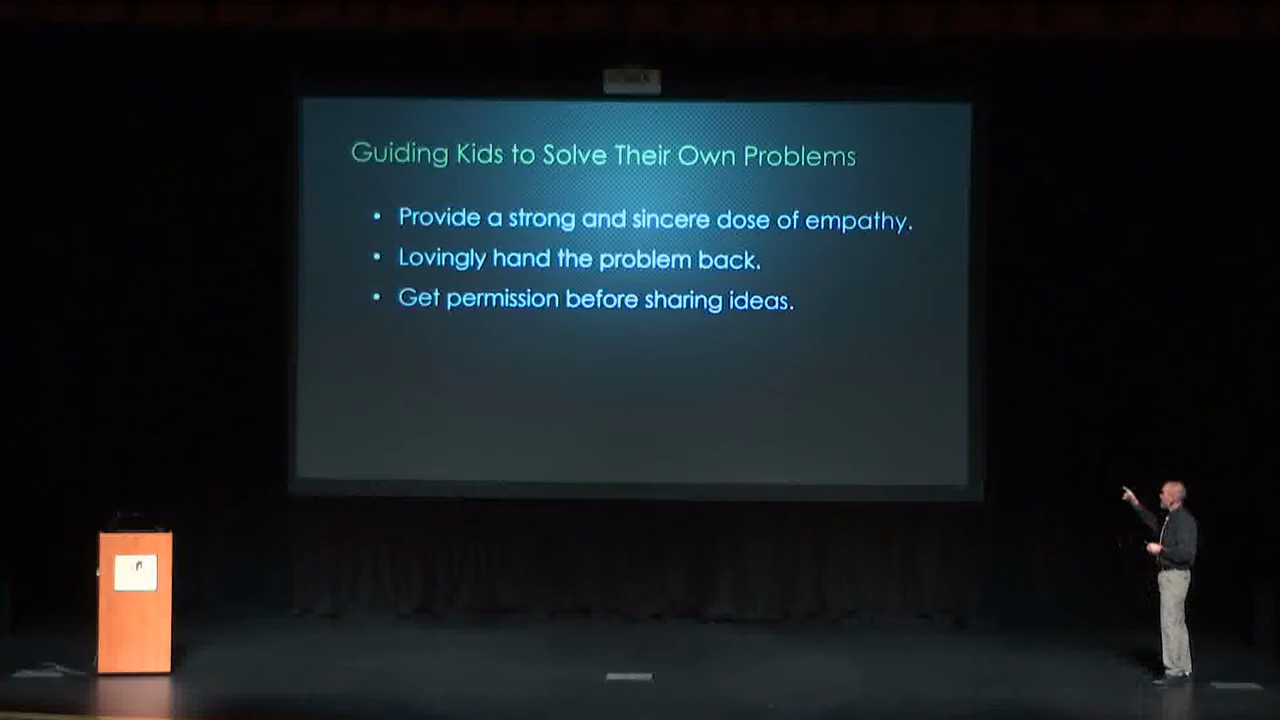 Guiding Kids to Solve Their Own Problems
• Provide a strong and sincere dose of empathy.
• Lovingly hand the problem back.
• Get permission before sharing ideas.